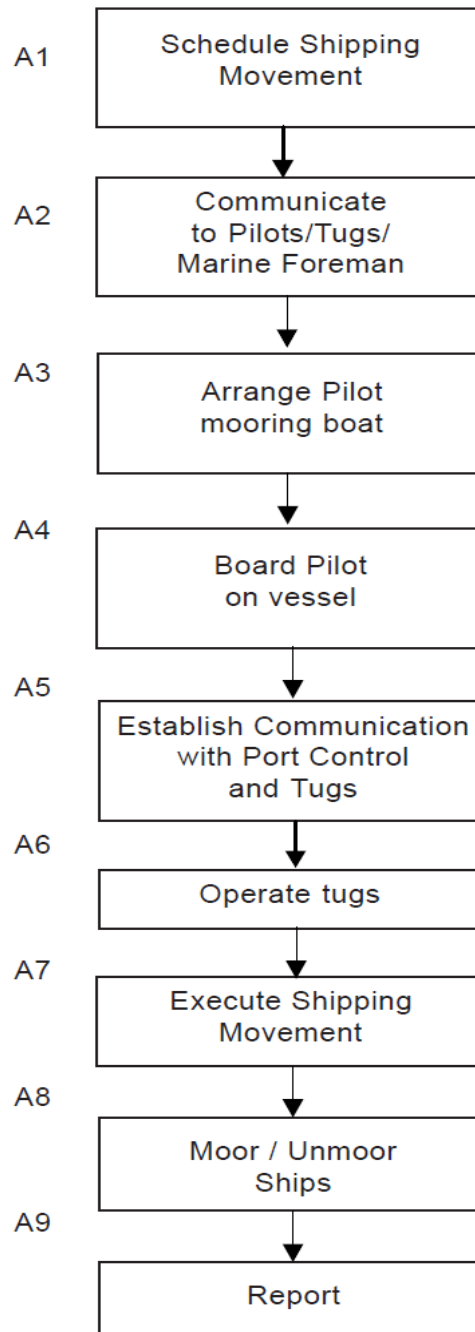 A1
Schedule Shipping
Movement
A2
Communicate
to Pilots/Tugs/
Marine Foreman
A3
Arrange Pilot
mooring boat
A4
Board Pilot
on vessel
A5
Establish Communication
with Port Control
and Tugs
A6
Operate tugs
A7
Execute Shipping
Movement
A8
Moor / Unmoor
Ships
A9
Report